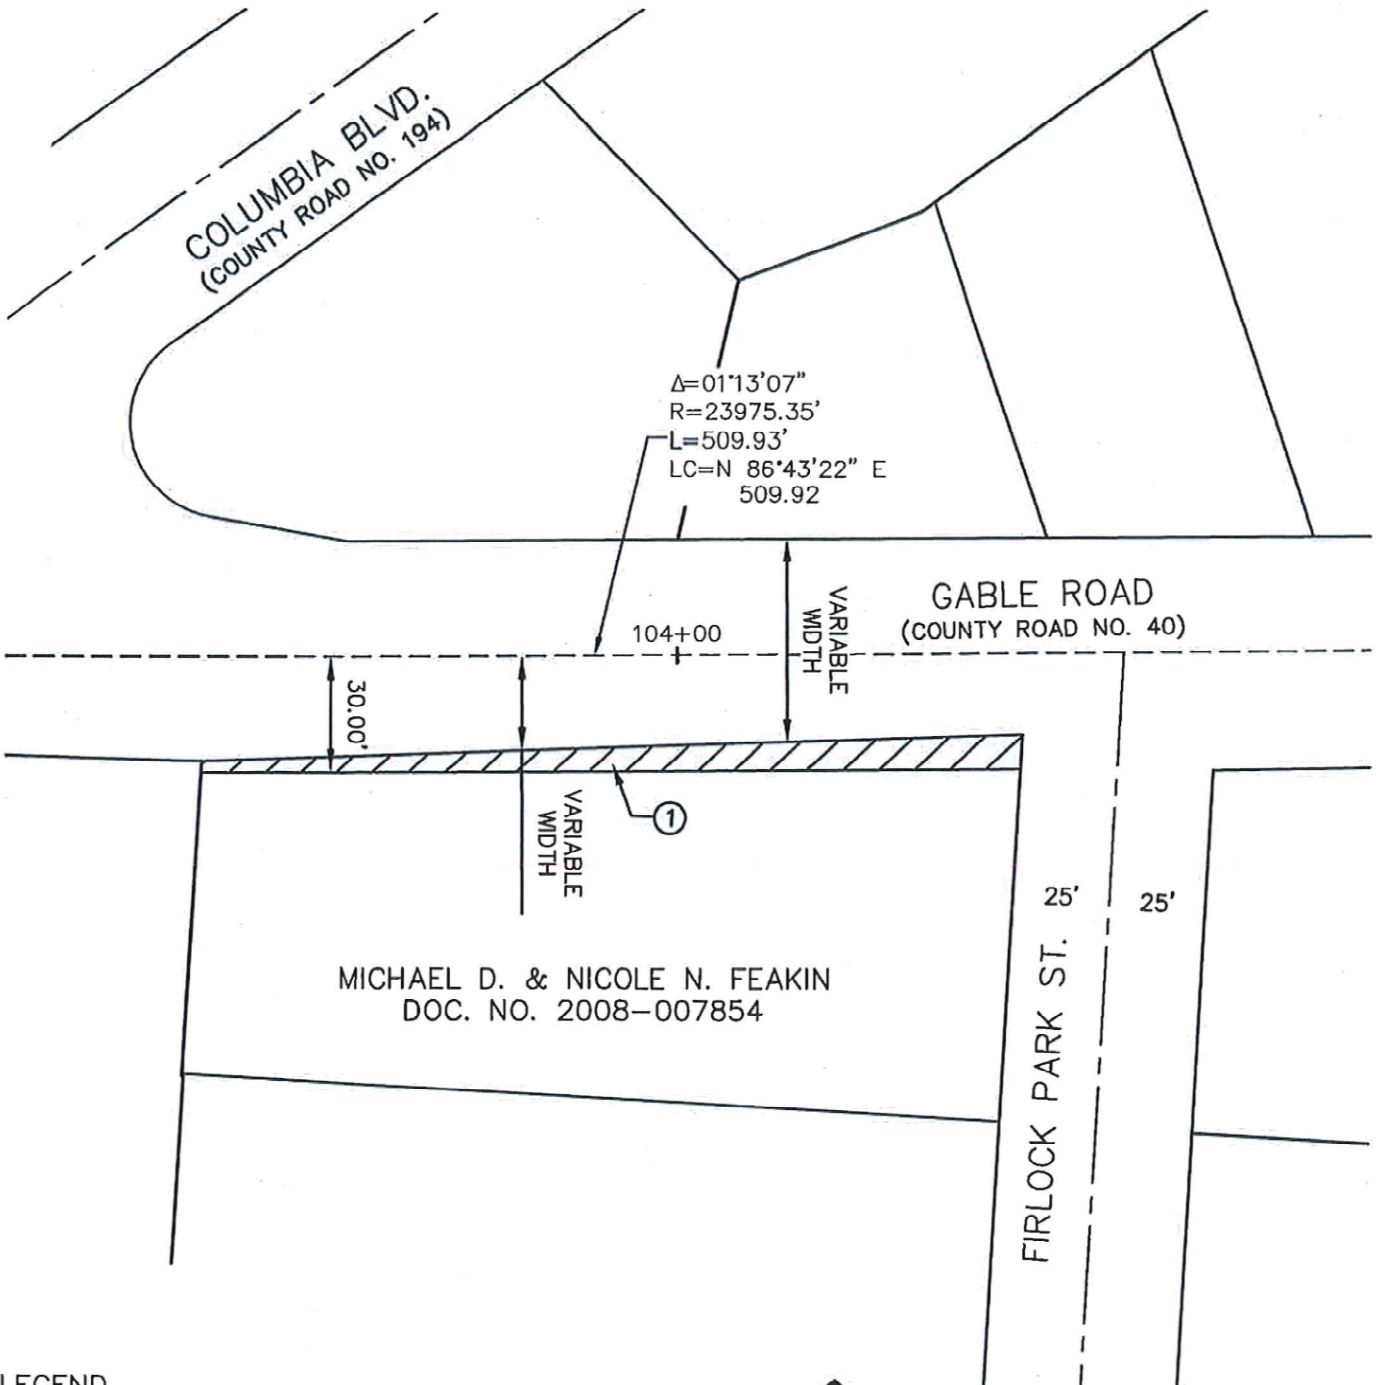 COLUMBIA BLVD.
(COUNTY ROAD NO. 194)
Δ=01°13'07"
R=23975.35'
L=509.93'
LC=N 86°43'22" E
509.92
GABLE ROAD
(COUNTY ROAD NO. 40)
104+00
VARIABLE
WIDTH
30.00'
VARIABLE
WIDTH
1
25'
25'
MICHAEL D. & NICOLE N. FEAKIN
DOC. NO. 2008-007854
FIRLOCK PARK ST.
LEGEND